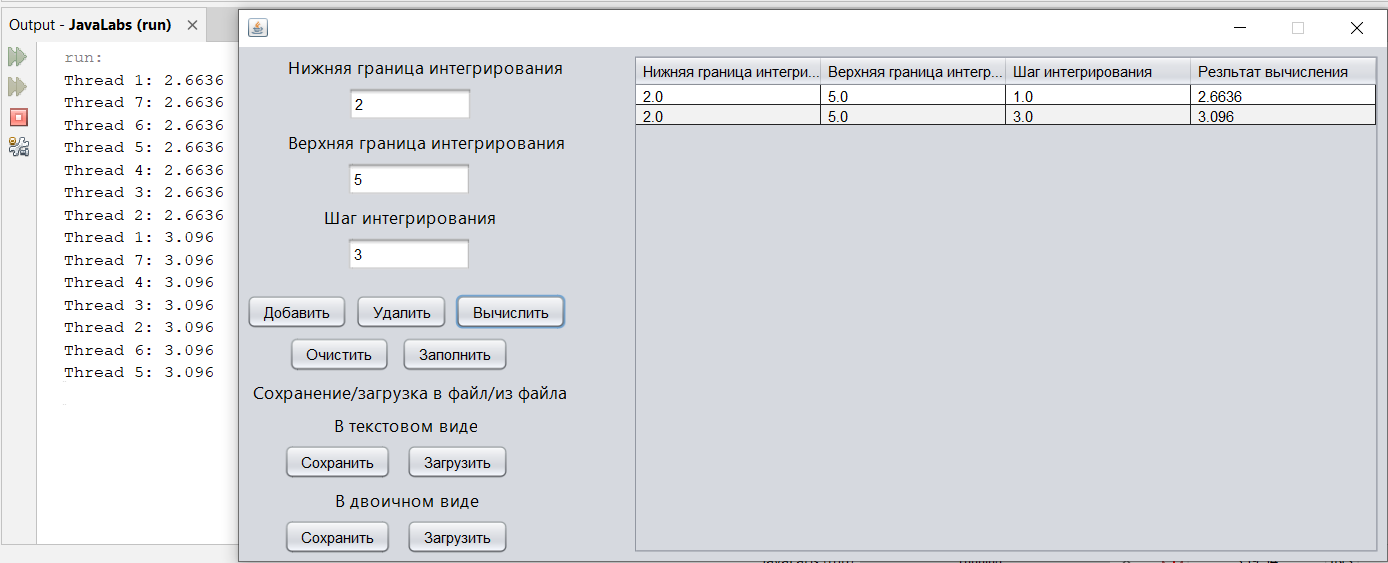 Output - JavaLabs (run)
run:
Thread 1: 2.6636
Thread 7: 2.6636
Thread 6: 2.6636
Thread 5: 2.6636
Thread 4: 2.6636
Thread 3: 2.6636
Thread 2: 2.6636
Thread 1: 3.096
Thread 7: 3.096
Thread 4: 3.096
Thread 3: 3.096
Thread 2: 3.096
Thread 6: 3.096
Thread 5: 3.096
Нижняя граница интегрирования
2
Верхняя граница интегрирования
5
Шаг интегрирования
3
Добавить Удалить Вычислить
Очистить Заполнить
Сохранение/загрузка в файл/из файла
В текстовом виде
Сохранить Загрузить
В двоичном виде
Сохранить Загрузить
Нижняя граница интегри... Верхняя граница интегр... Шаг интегрирования Резльтат вычисления
2.0 5.0 1.0 2.6636
2.0 5.0 3.0 3.096